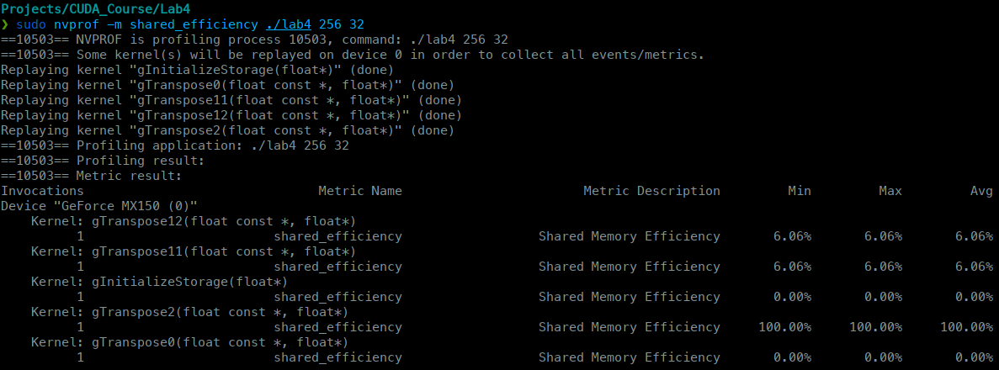 Projects/CUDA_Course/Lab4
❯ sudo nvprof -m shared_efficiency ./lab4 256 32
==10503== NVPROF is profiling process 10503, command: ./lab4 256 32
==10503== Some kernel(s) will be replayed on device 0 in order to collect all events/metrics.
Replaying kernel "gInitializeStorage(float*)" (done)
Replaying kernel "gTranspose0(float const *, float*)" (done)
Replaying kernel "gTranspose11(float const *, float*)" (done)
Replaying kernel "gTranspose12(float const *, float*)" (done)
Replaying kernel "gTranspose2(float const *, float*)" (done)
==10503== Profiling application: ./lab4 256 32
==10503== Profiling result:
==10503== Metric result:
Invocations Metric Name Metric Description Min Max Avg
Device "GeForce MX150 (0)"
Kernel: gTranspose12(float const *, float*)
1 shared_efficiency Shared Memory Efficiency 6.06% 6.06% 6.06%
Kernel: gTranspose11(float const *, float*)
1 shared_efficiency Shared Memory Efficiency 6.06% 6.06% 6.06%
Kernel: gInitializeStorage(float*)
1 shared_efficiency Shared Memory Efficiency 0.00% 0.00% 0.00%
Kernel: gTranspose2(float const *, float*)
1 shared_efficiency Shared Memory Efficiency 100.00% 100.00% 100.00%
Kernel: gTranspose0(float const *, float*)
1 shared_efficiency Shared Memory Efficiency 0.00% 0.00% 0.00%